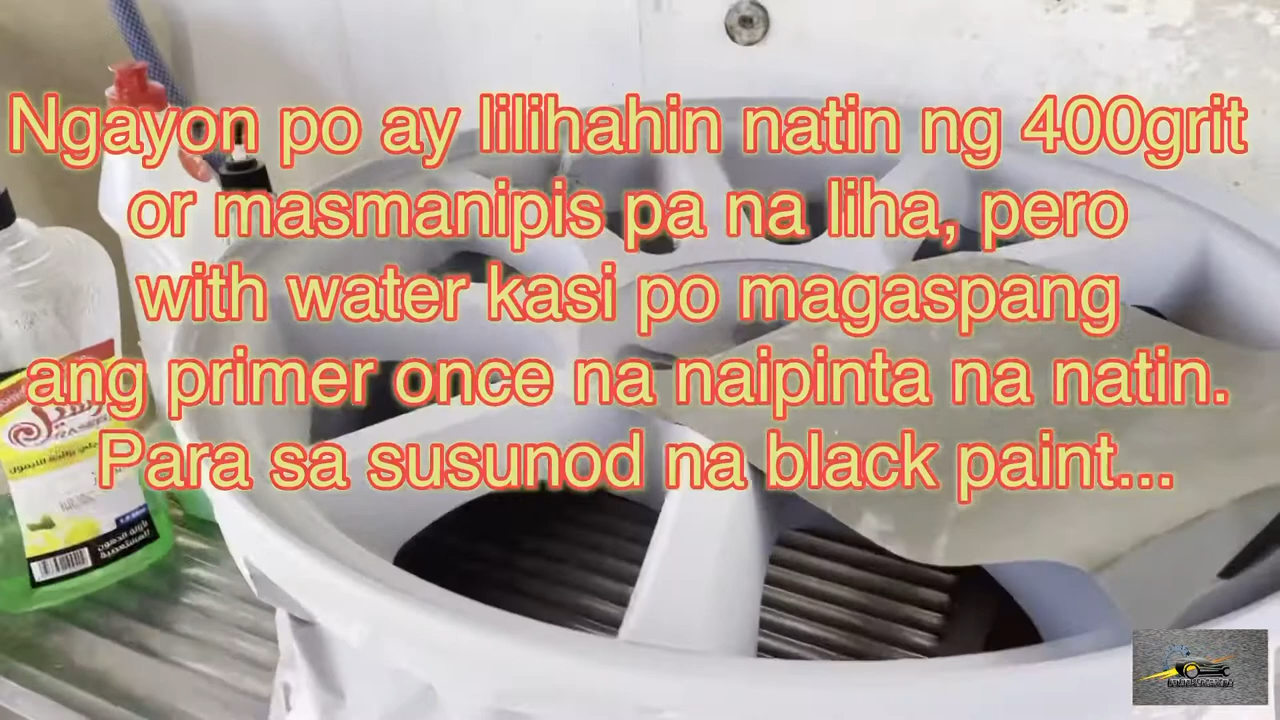 Ngayon po ay lilihahin natin ng 400grit
or masmanipis pa na liha, pero
with water kasi po magaspang
ang primer once na naipinta na natin.
Para sa susunod na black paint...